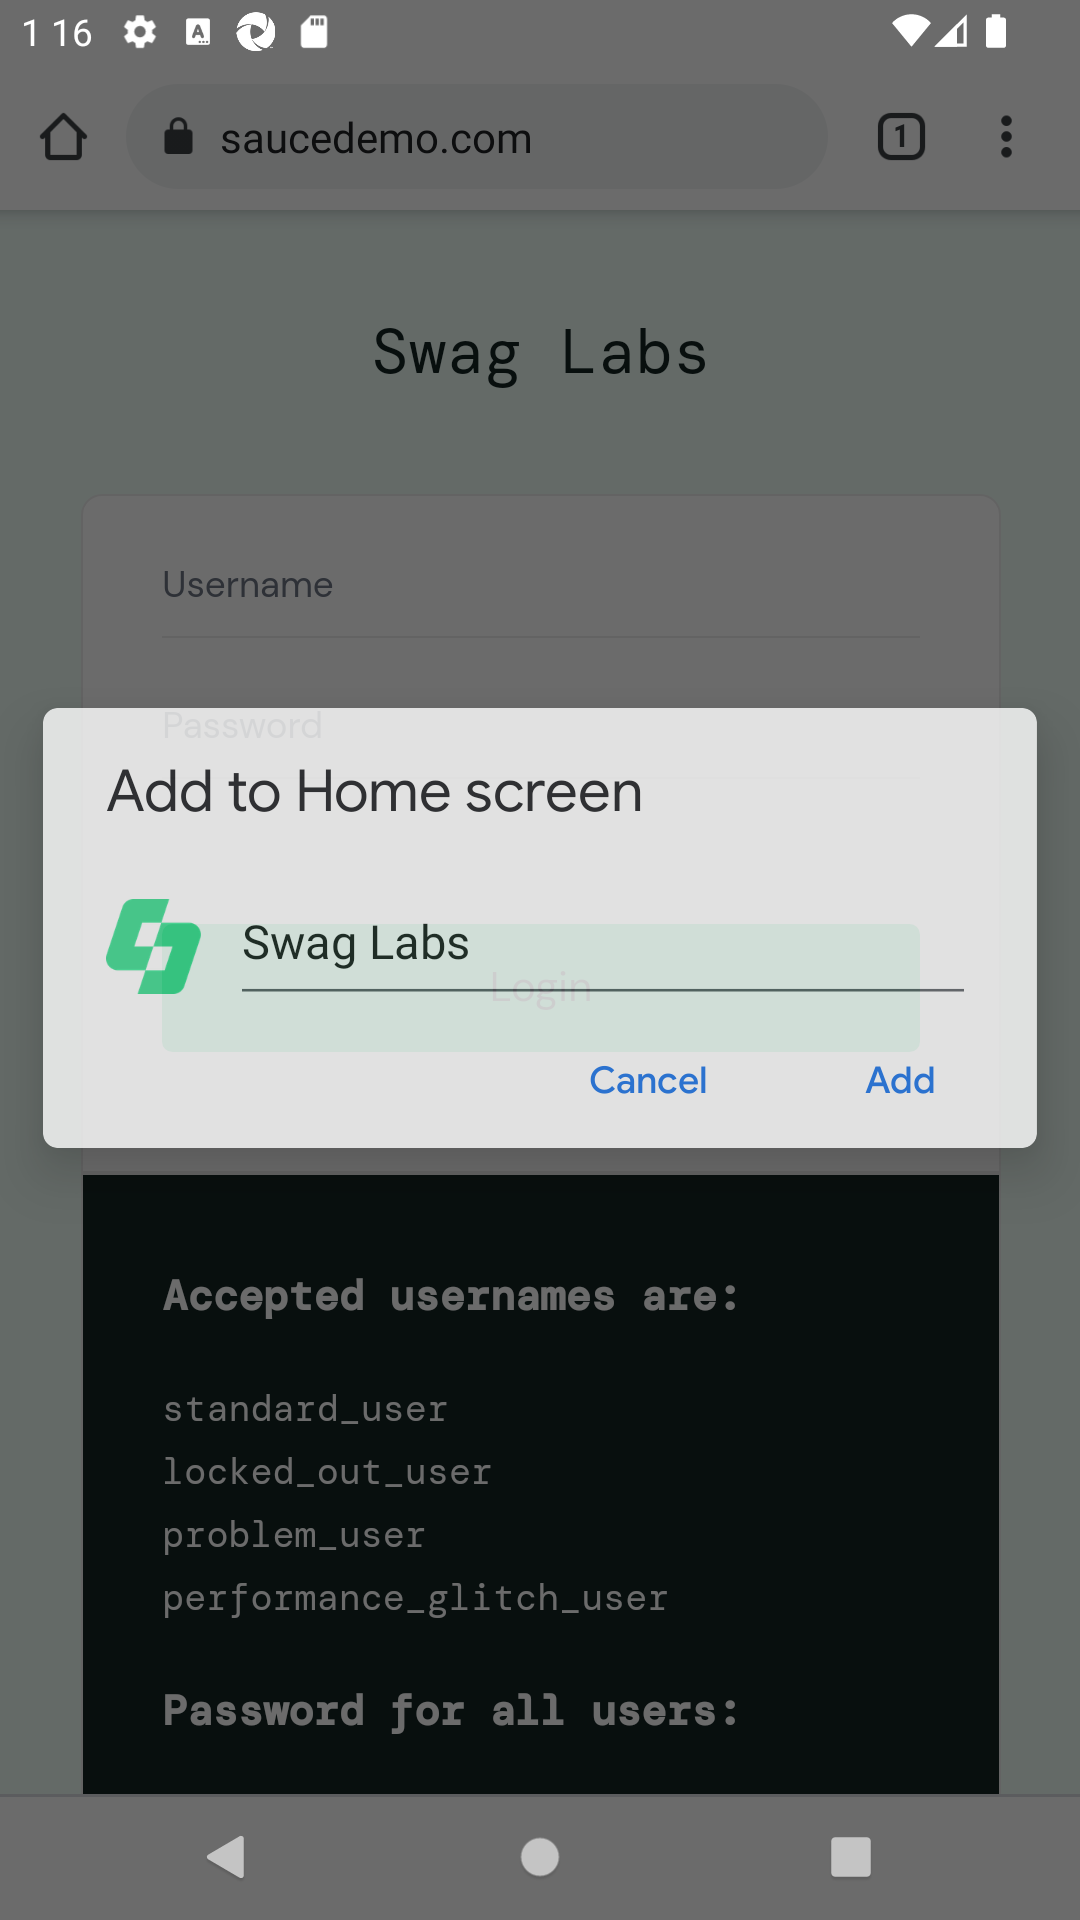 1 16
saucedemo.com
1
Swag Labs
Username
Password
Add to Home screen
Swag Labs
Login
Cancel
Add
Accepted usernames are:
standard_user
locked_out_user
problem_user
performance_glitch_user
Password for all users: